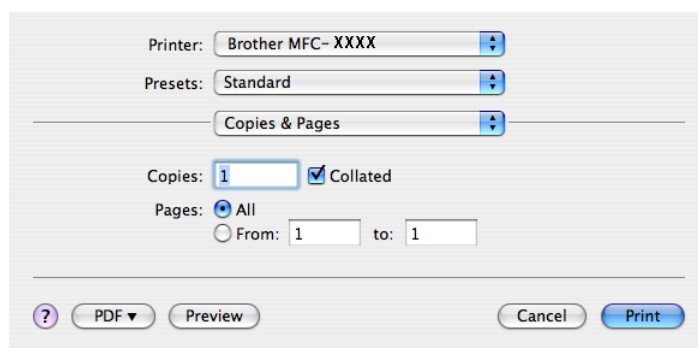 Printer: Brother MFC-XXXX
Presets: Standard
Copies & Pages
Copies: 1 Collated
Pages: All
From: 1 to: 1
? PDF▼ Preview Cancel Print